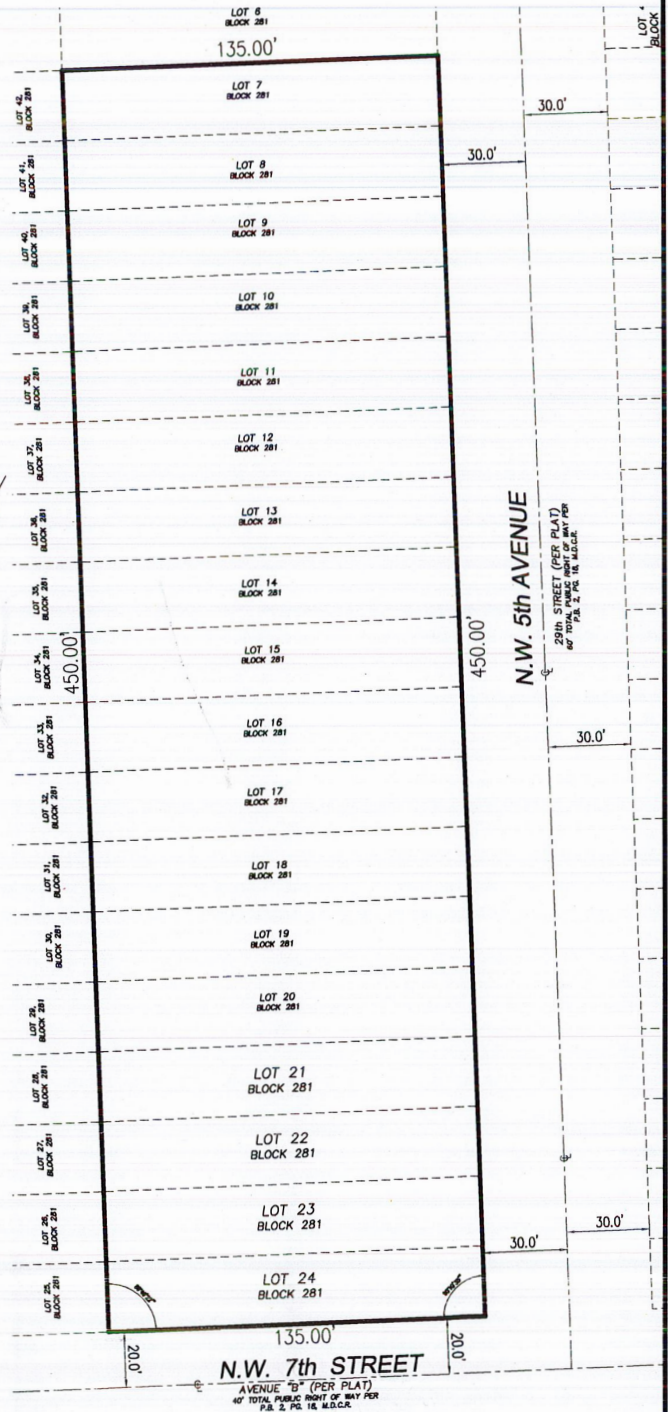 LOT 6
BLOCK 281
135.00'
LOT 7
BLOCK 281
LOT 8
BLOCK 281
LOT 9
BLOCK 281
LOT 10
BLOCK 281
LOT 11
BLOCK 281
LOT 12
BLOCK 281
LOT 13
BLOCK 281
LOT 14
BLOCK 281
LOT 15
BLOCK 281
LOT 16
BLOCK 281
LOT 17
BLOCK 281
LOT 18
BLOCK 281
LOT 19
BLOCK 281
LOT 20
BLOCK 281
LOT 21
BLOCK 281
LOT 22
BLOCK 281
LOT 23
BLOCK 281
LOT 24
BLOCK 281
135.00'
LOT 42,
BLOCK 281
LOT 41,
BLOCK 281
LOT 40,
BLOCK 281
LOT 39,
BLOCK 281
LOT 38,
BLOCK 281
LOT 37,
BLOCK 281
LOT 36,
BLOCK 281
LOT 35,
BLOCK 281
LOT 34,
BLOCK 281
LOT 33,
BLOCK 281
LOT 32,
BLOCK 281
LOT 31,
BLOCK 281
LOT 30,
BLOCK 281
LOT 29,
BLOCK 281
LOT 28,
BLOCK 281
LOT 27,
BLOCK 281
LOT 26,
BLOCK 281
LOT 25,
BLOCK 281
450.00'
450.00'
LOT
BLOCK
30.0'
30.0'
N.W. 5th AVENUE
29th STREET (PER PLAT)
60' TOTAL PUBLIC RIGHT OF WAY PER
P.B. 2, PG. 18, M.D.C.R.
30.0'
30.0'
30.0'
20.0'
20.0'
N.W. 7th STREET
AVENUE "B" (PER PLAT)
40' TOTAL PUBLIC RIGHT OF WAY PER
P.B. 2, PG. 18, M.D.C.R.